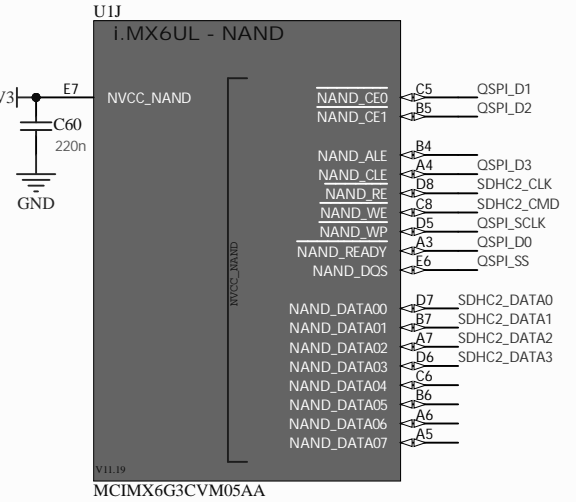 U1J
i.MX6UL - NAND
V3 E7 NVCC_NAND
C60
220n
GND
NVCC_NAND
NAND_CE0 C5 QSPI_D1
NAND_CE1 B5 QSPI_D2
NAND_ALE B4
NAND_CLE A4 QSPI_D3
NAND_RE D8 SDHC2_CLK
NAND_WE C8 SDHC2_CMD
NAND_WP D5 QSPI_SCLK
NAND_READY A3 QSPI_D0
NAND_DQS E6 QSPI_SS
NAND_DATA00 D7 SDHC2_DATA0
NAND_DATA01 B7 SDHC2_DATA1
NAND_DATA02 A7 SDHC2_DATA2
NAND_DATA03 D6 SDHC2_DATA3
NAND_DATA04 C6
NAND_DATA05 B6
NAND_DATA06 A6
NAND_DATA07 A5
V11.19
MCIMX6G3CVM05AA